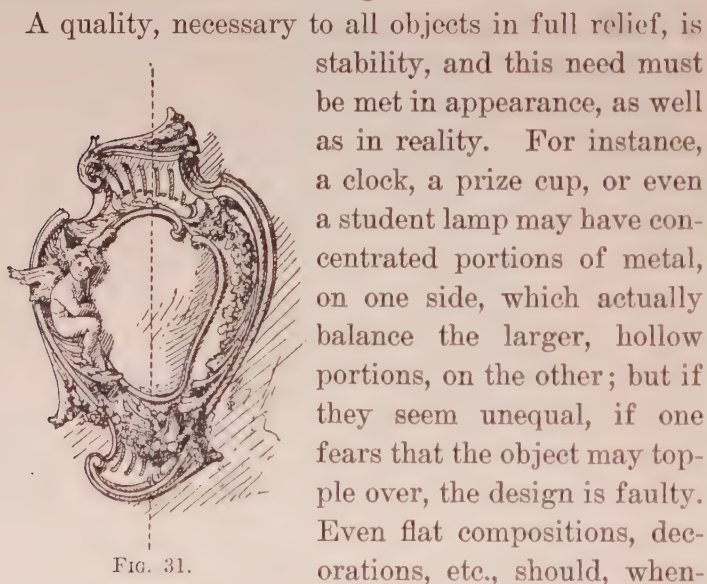 A quality, necessary to all objects in full relief, is
stability, and this need must
be met in appearance, as well
as in reality. For instance,
a clock, a prize cup, or even
a student lamp may have con-
centrated portions of metal,
on one side, which actually
balance the larger, hollow
portions, on the other; but if
they seem unequal, if one
fears that the object may top-
ple over, the design is faulty.
Even flat compositions, dec-
orations, etc., should, when-
Fig. 31.